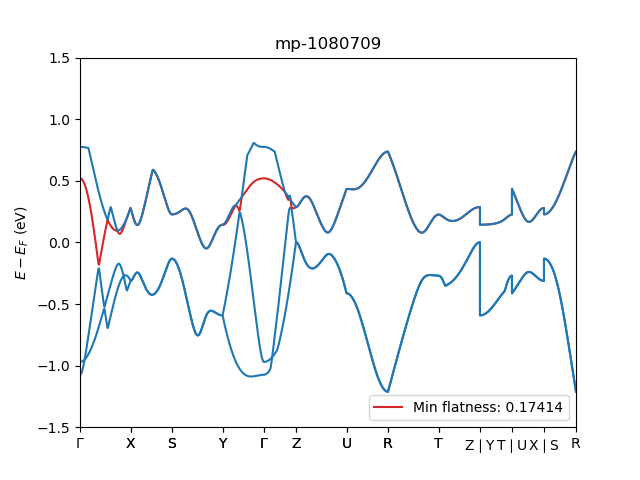 mp-1080709
E − E_F (eV)
1.5
1.0
0.5
0.0
−0.5
−1.0
−1.5
Min flatness: 0.17414
Γ X S Y Γ Z U R T Z | Y T | U X | S R